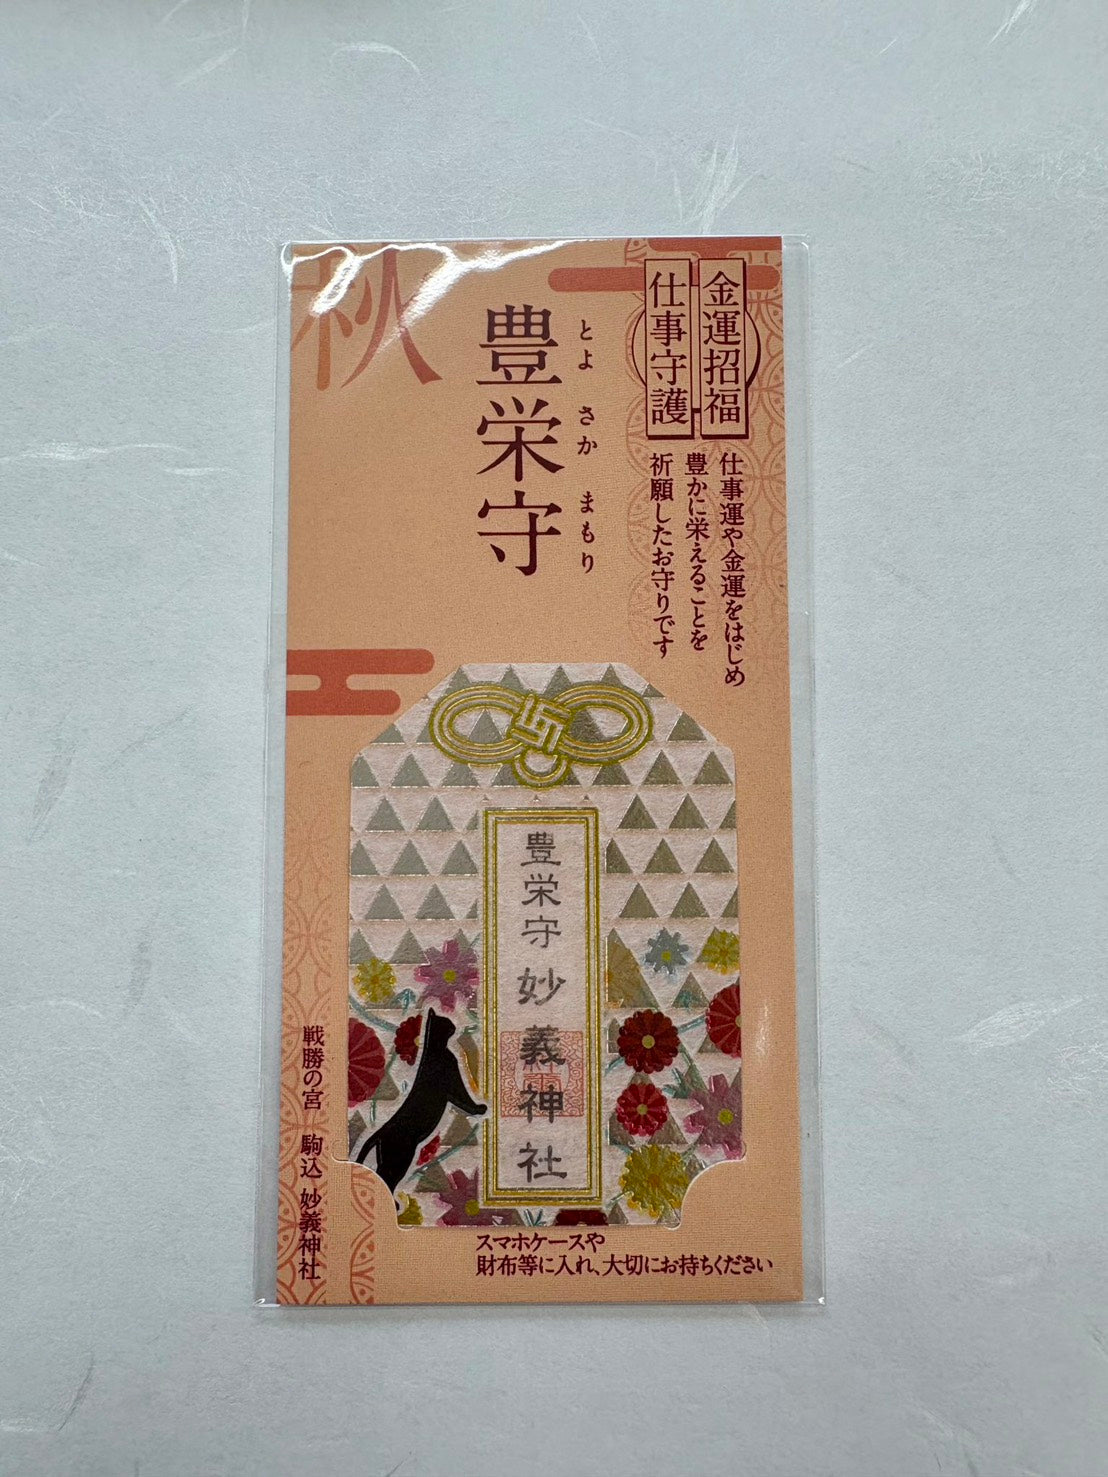 金運招福
仕事守護
仕事運や金運をはじめ
豊かに栄えることを
祈願したお守りです
とよ さか まもり
豊栄守
秋
豊栄守 妙義神社
戦勝の宮 駒込 妙義神社
スマホケースや
財布等に入れ、大切にお持ちください